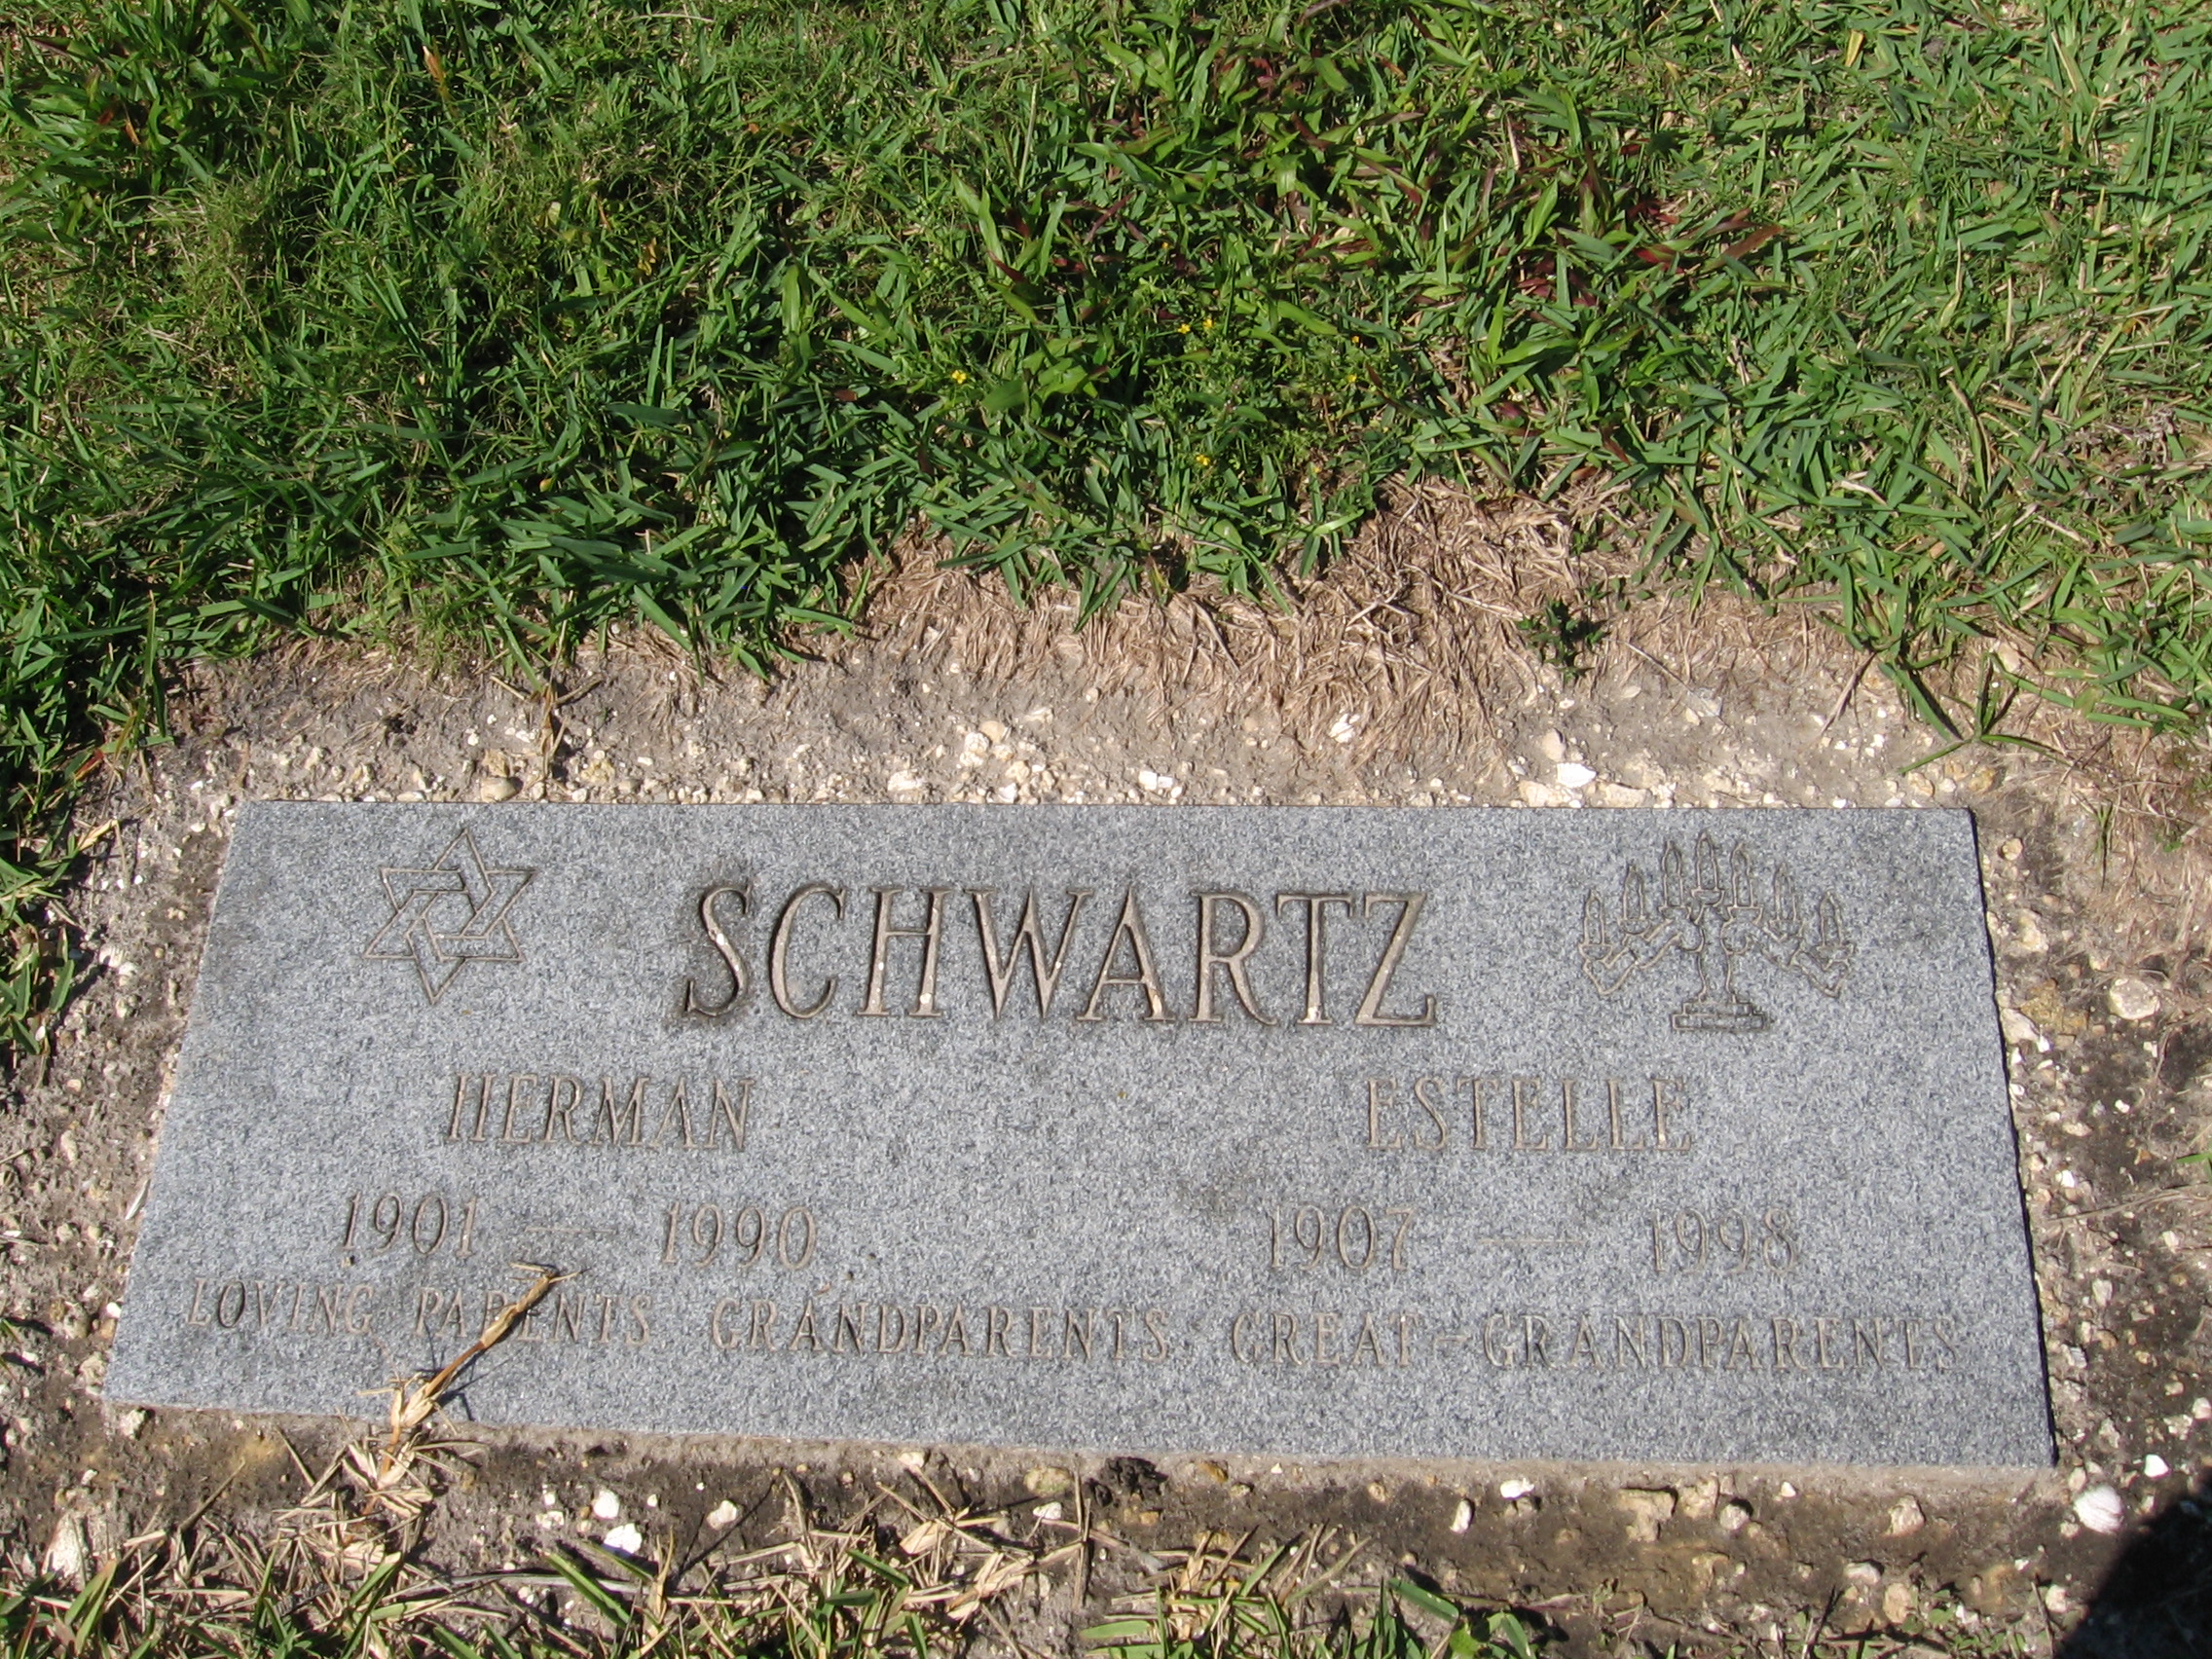 SCHWARTZ
HERMAN ESTELLE
1901 — 1990 1907 — 1998
LOVING PARENTS GRANDPARENTS GREAT-GRANDPARENTS